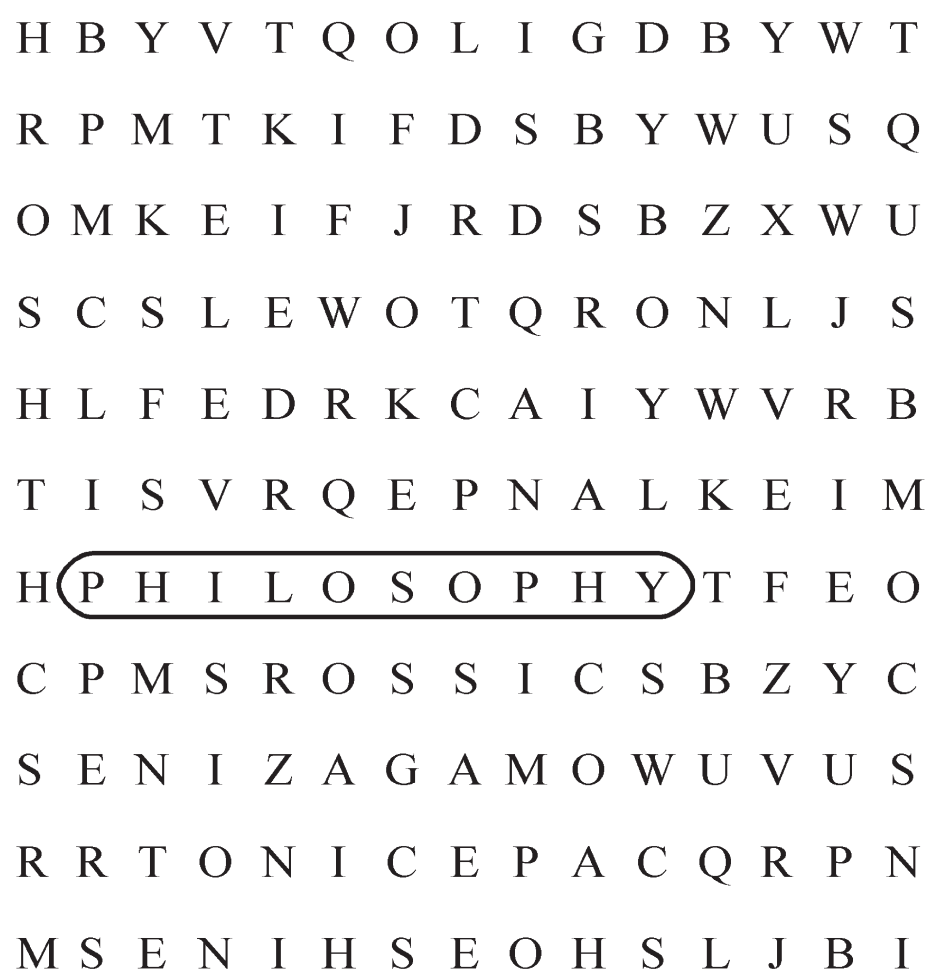 H B Y V T Q O L I G D B Y W T
R P M T K I F D S B Y W U S Q
O M K E I F J R D S B Z X W U
S C S L E W O T Q R O N L J S
H L F E D R K C A I Y W V R B
T I S V R Q E P N A L K E I M
H P H I L O S O P H Y T F E O
C P M S R O S S I C S B Z Y C
S E N I Z A G A M O W U V U S
R R T O N I C E P A C Q R P N
M S E N I H S E O H S L J B I